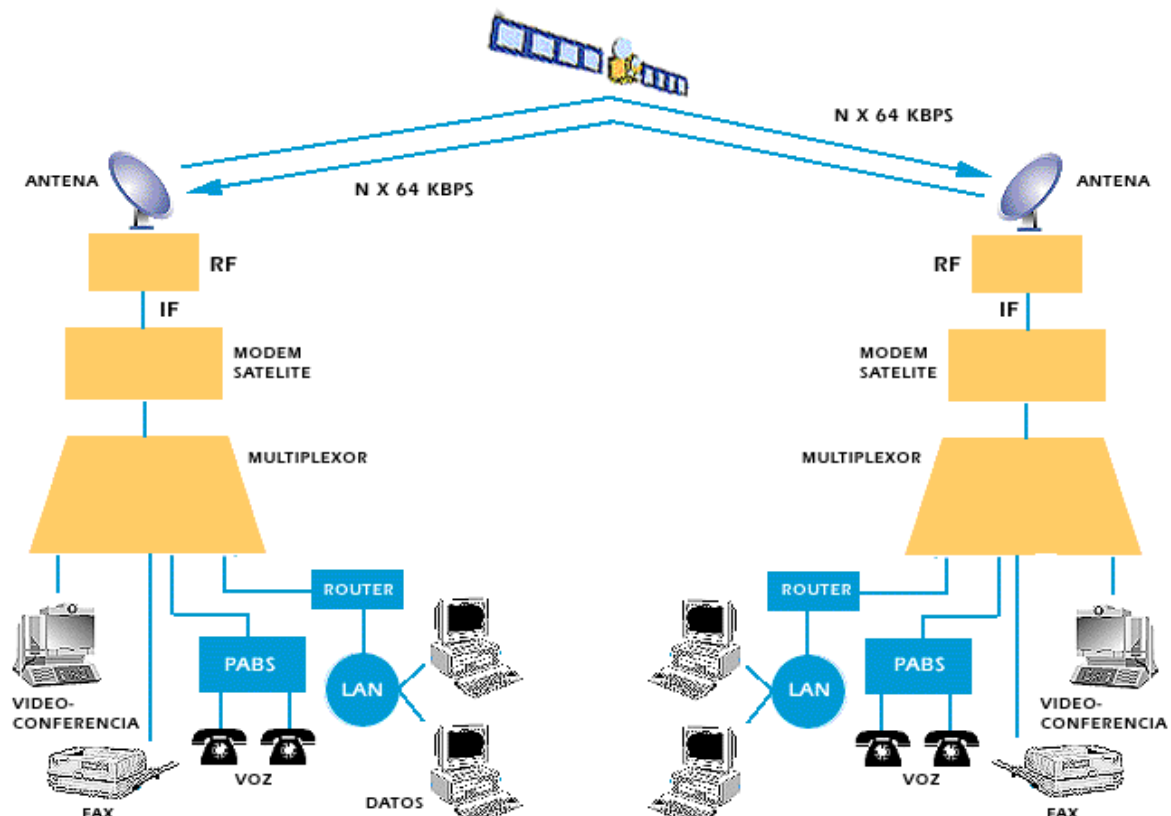 N X 64 KBPS
ANTENA
N X 64 KBPS
ANTENA
RF
RF
IF
IF
MODEM
SATELITE
MODEM
SATELITE
MULTIPLEXOR
MULTIPLEXOR
ROUTER
ROUTER
PABS
LAN
LAN
PABS
VIDEO-
CONFERENCIA
VIDEO-
CONFERENCIA
VOZ
VOZ
DATOS
FAX
FAX